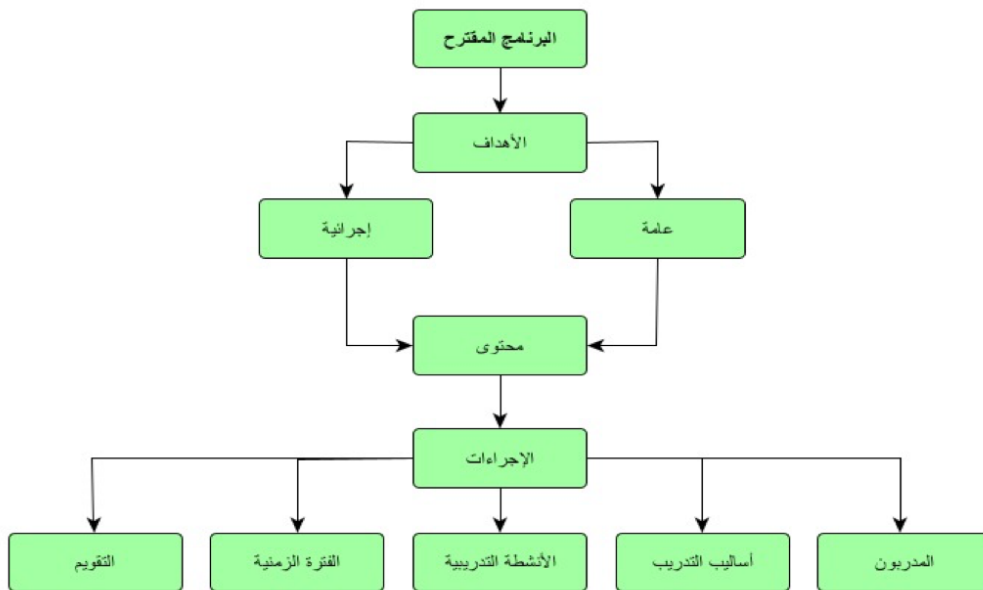 البرنامج المقترح
الأهداف
عامة
إجرائية
محتوى
الإجراءات
المدربون
أساليب التدريب
الأنشطة التدريبية
الفترة الزمنية
التقويم